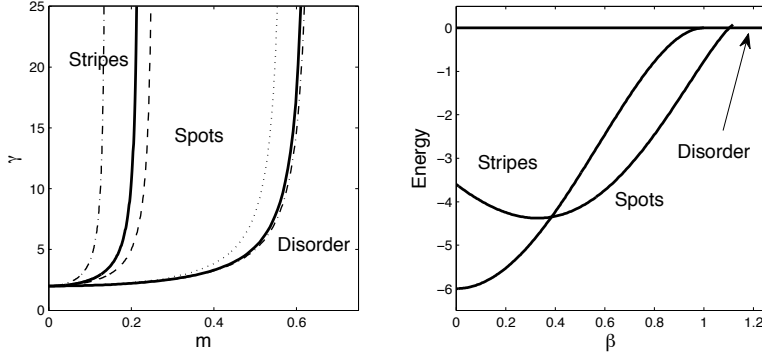 25
20
15
10
5
0
γ
Stripes
Spots
Disorder
0
0.2
0.4
0.6
m
0
−1
−2
−3
−4
−5
−6
Energy
Stripes
Spots
Disorder
0
0.2
0.4
0.6
0.8
1
1.2
β